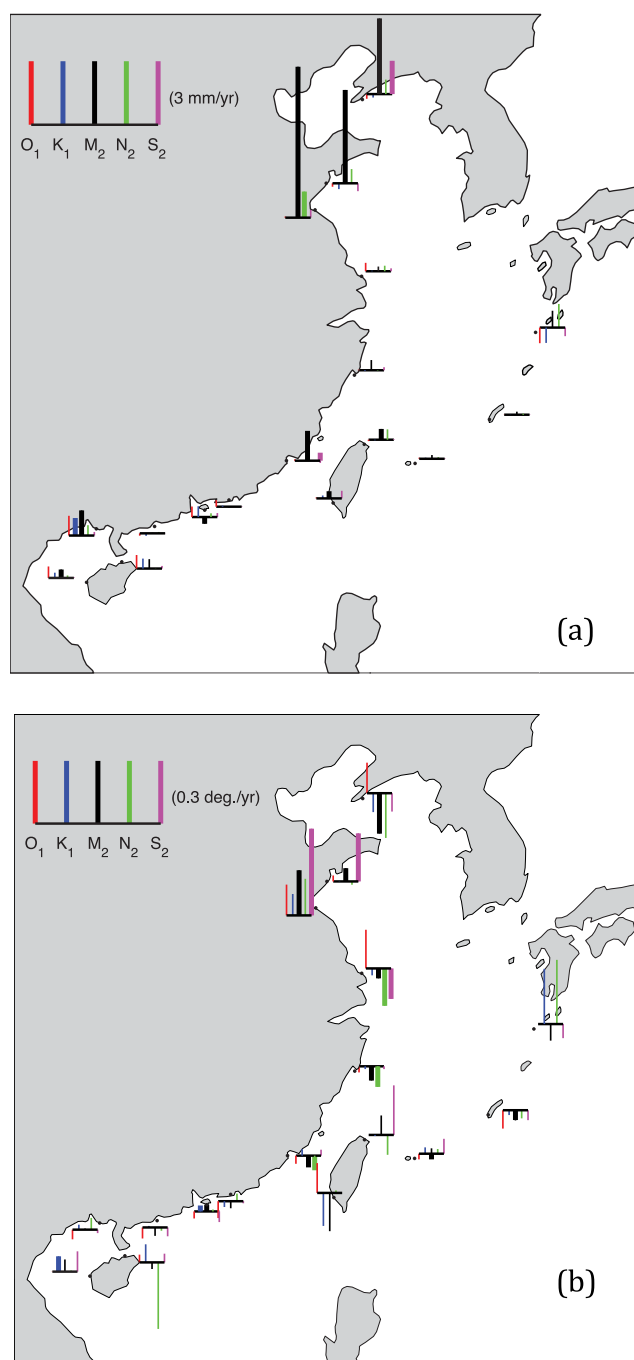 (3 mm/yr)
O₁ K₁ M₂ N₂ S₂
(a)
(0.3 deg./yr)
O₁ K₁ M₂ N₂ S₂
(b)